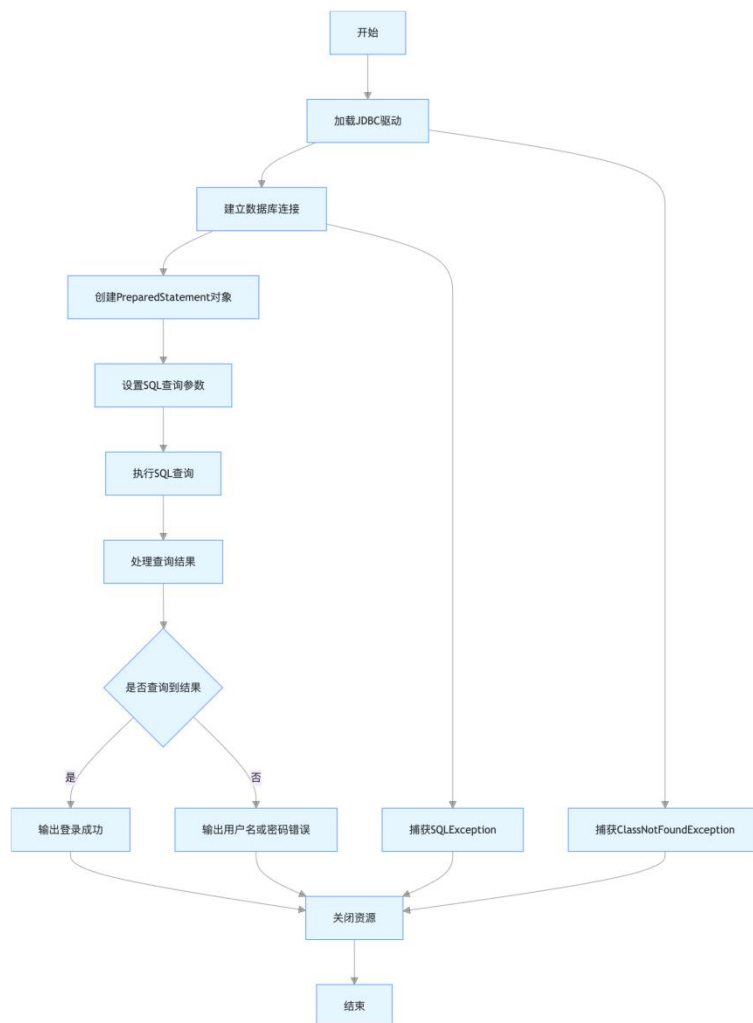 开始
加载JDBC驱动
建立数据库连接
创建PreparedStatement对象
设置SQL查询参数
执行SQL查询
处理查询结果
是否查询到结果
是
否
输出登录成功
输出用户名或密码错误
捕获SQLException
捕获ClassNotFoundException
关闭资源
结束